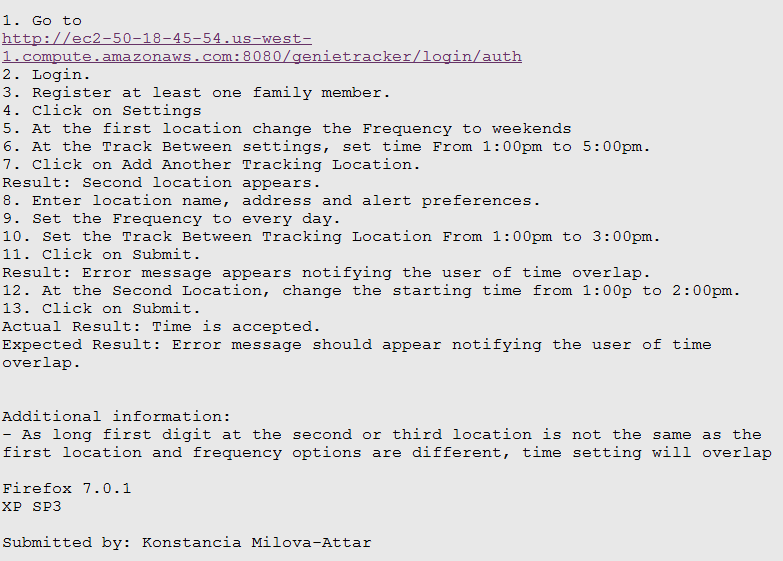 1. Go to
http://ec2-50-18-45-54.us-west-
1.compute.amazonaws.com:8080/genietracker/login/auth
2. Login.
3. Register at least one family member.
4. Click on Settings
5. At the first location change the Frequency to weekends
6. At the Track Between settings, set time From 1:00pm to 5:00pm.
7. Click on Add Another Tracking Location.
Result: Second location appears.
8. Enter location name, address and alert preferences.
9. Set the Frequency to every day.
10. Set the Track Between Tracking Location From 1:00pm to 3:00pm.
11. Click on Submit.
Result: Error message appears notifying the user of time overlap.
12. At the Second Location, change the starting time from 1:00p to 2:00pm.
13. Click on Submit.
Actual Result: Time is accepted.
Expected Result: Error message should appear notifying the user of time
overlap.
Additional information:
- As long first digit at the second or third location is not the same as the
first location and frequency options are different, time setting will overlap
Firefox 7.0.1
XP SP3
Submitted by: Konstancia Milova-Attar